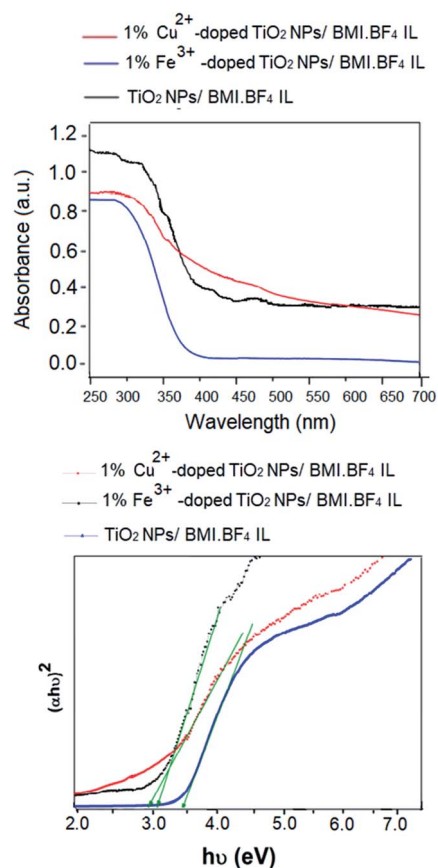 1% Cu²⁺-doped TiO₂ NPs/ BMI.BF₄ IL
1% Fe³⁺-doped TiO₂ NPs/ BMI.BF₄ IL
TiO₂ NPs/ BMI.BF₄ IL
Absorbance (a.u.)
1.2
1.0
0.8
0.6
0.4
0.2
0.0
250 300 350 400 450 500 550 600 650 700
Wavelength (nm)
1% Cu²⁺-doped TiO₂ NPs/ BMI.BF₄ IL
1% Fe³⁺-doped TiO₂ NPs/ BMI.BF₄ IL
TiO₂ NPs/ BMI.BF₄ IL
(αhυ)²
2.0 3.0 4.0 5.0 6.0 7.0
hυ (eV)